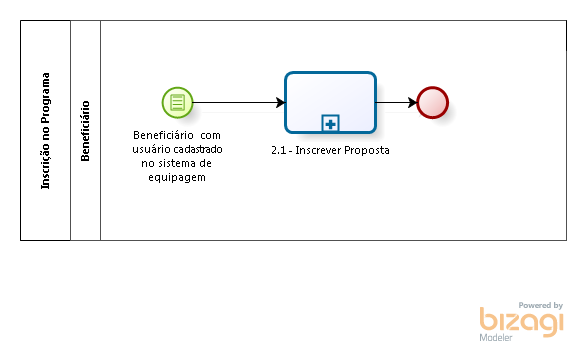 Inscrição no Programa
Beneficiário
Beneficiário com
usuário cadastrado
no sistema de
equipagem
2.1 - Inscrever Proposta
Powered by
bizagi
Modeler